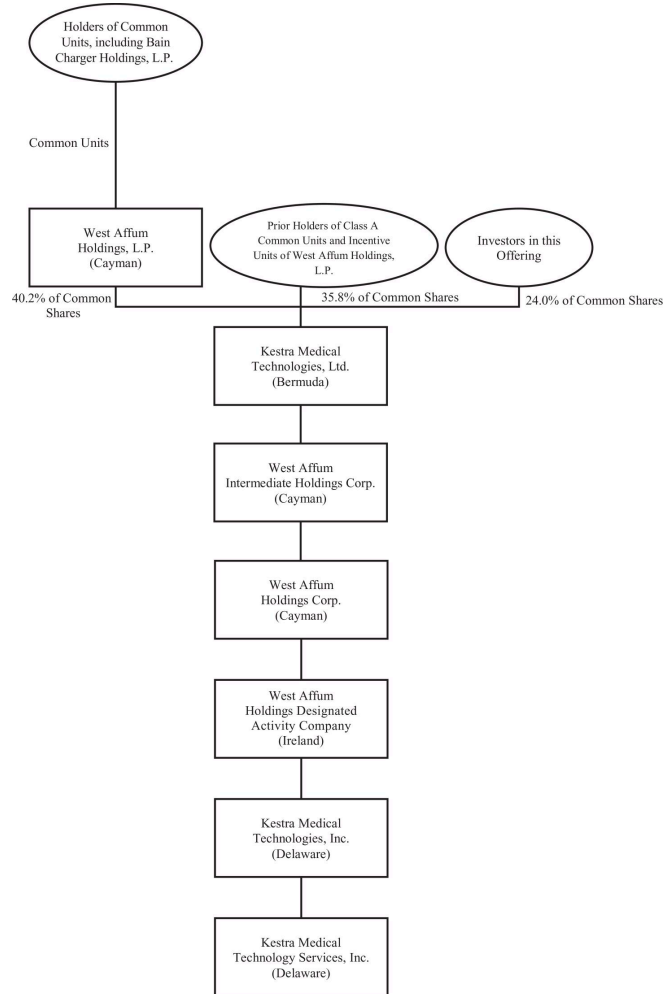 Holders of Common
Units, including Bain
Charger Holdings, L.P.
Common Units
West Affum
Holdings, L.P.
(Cayman)
Prior Holders of Class A
Common Units and Incentive
Units of West Affum Holdings,
L.P.
Investors in this
Offering
40.2% of Common
Shares
35.8% of Common Shares
24.0% of Common Shares
Kestra Medical
Technologies, Ltd.
(Bermuda)
West Affum
Intermediate Holdings Corp.
(Cayman)
West Affum
Holdings Corp.
(Cayman)
West Affum
Holdings Designated
Activity Company
(Ireland)
Kestra Medical
Technologies, Inc.
(Delaware)
Kestra Medical
Technology Services, Inc.
(Delaware)